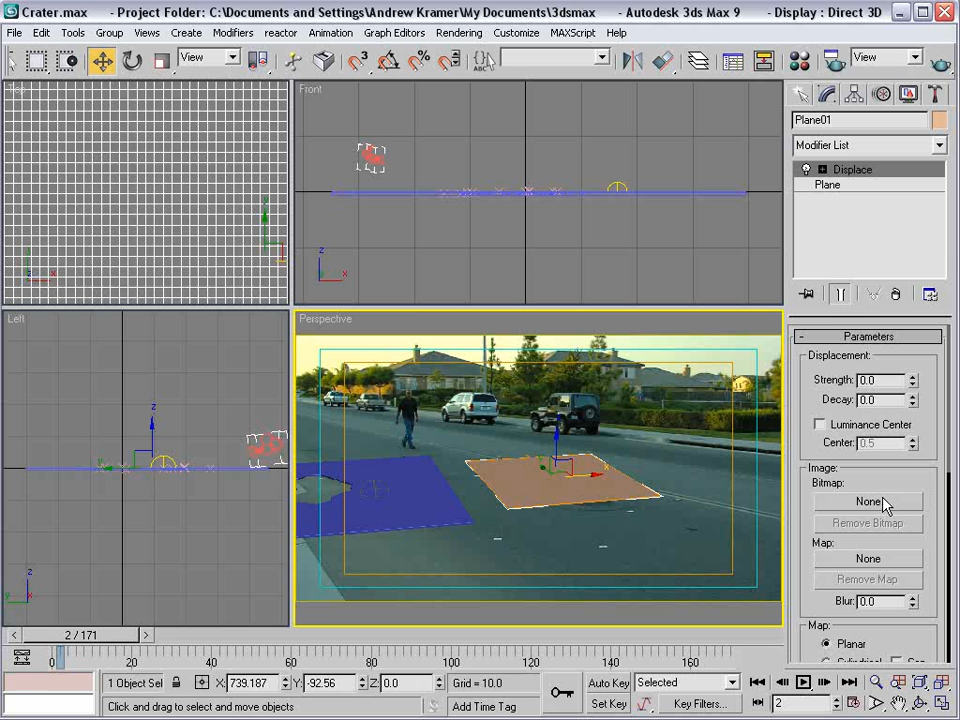 Crater.max - Project Folder: C:\Documents and Settings\Andrew Kramer\My Documents\3dsmax - Autodesk 3ds Max 9 - Display : Direct 3D
File Edit Tools Group Views Create Modifiers reactor Animation Graph Editors Rendering Customize MAXScript Help
View
3
%
ABC
View
Top
Front
Plane01
Modifier List
Displace
Plane
z
x
y
z
x
Left
Perspective
Parameters
Displacement:
Strength: 0.0
Decay: 0.0
Luminance Center
Center: 0.5
Image:
Bitmap:
None
Remove Bitmap
Map:
None
Remove Map
Blur: 0.0
Map:
Planar
z
x
z
y
2 / 171
0 20 40 60 80 100 120 140 160
1 Object Sel X: 739.187 Y: -92.56 Z: 0.0 Grid = 10.0 Auto Key Selected
Click and drag to select and move objects Add Time Tag Set Key Key Filters... 2